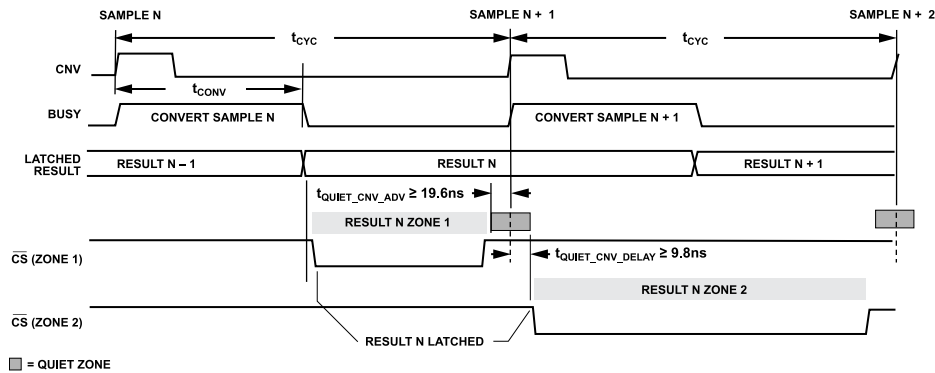 SAMPLE N
SAMPLE N + 1
SAMPLE N + 2
tCYC
tCYC
CNV
tCONV
BUSY
CONVERT SAMPLE N
CONVERT SAMPLE N + 1
LATCHED
RESULT
RESULT N – 1
RESULT N
RESULT N + 1
tQUIET_CNV_ADV ≥ 19.6ns
RESULT N ZONE 1
CS (ZONE 1)
tQUIET_CNV_DELAY ≥ 9.8ns
RESULT N ZONE 2
CS (ZONE 2)
RESULT N LATCHED
= QUIET ZONE